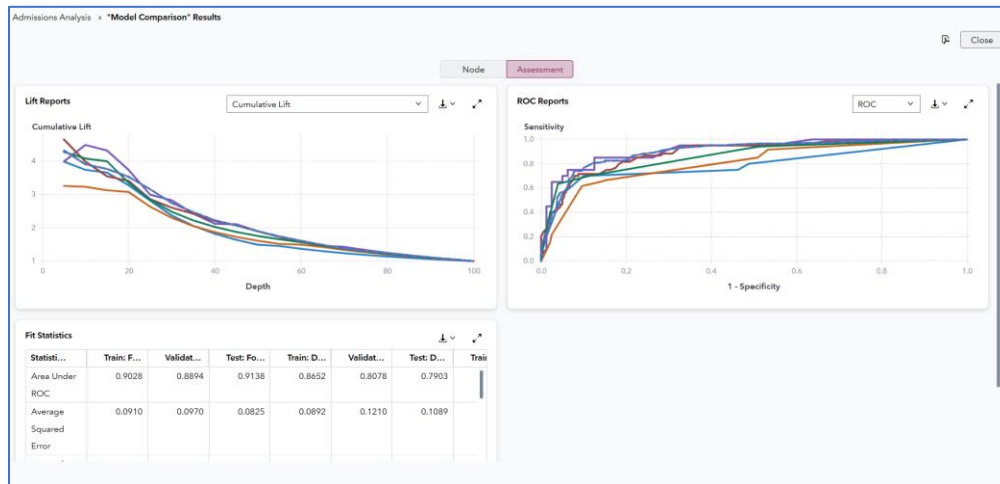 Admissions Analysis > "Model Comparison" Results
Close
Node Assessment
Lift Reports
Cumulative Lift
Cumulative Lift
4
3
2
1
0 20 40 60 80 100
Depth
ROC Reports
ROC
Sensitivity
1.0
0.8
0.6
0.4
0.2
0.0
0.0 0.2 0.4 0.6 0.8 1.0
1 - Specificity
Fit Statistics
Statisti... Train: F... Validat... Test: Fo... Train: D... Validat... Test: D... Trai
Area Under 0.9028 0.8894 0.9138 0.8652 0.8078 0.7903
ROC
Average 0.0910 0.0970 0.0825 0.0892 0.1210 0.1089
Squared
Error